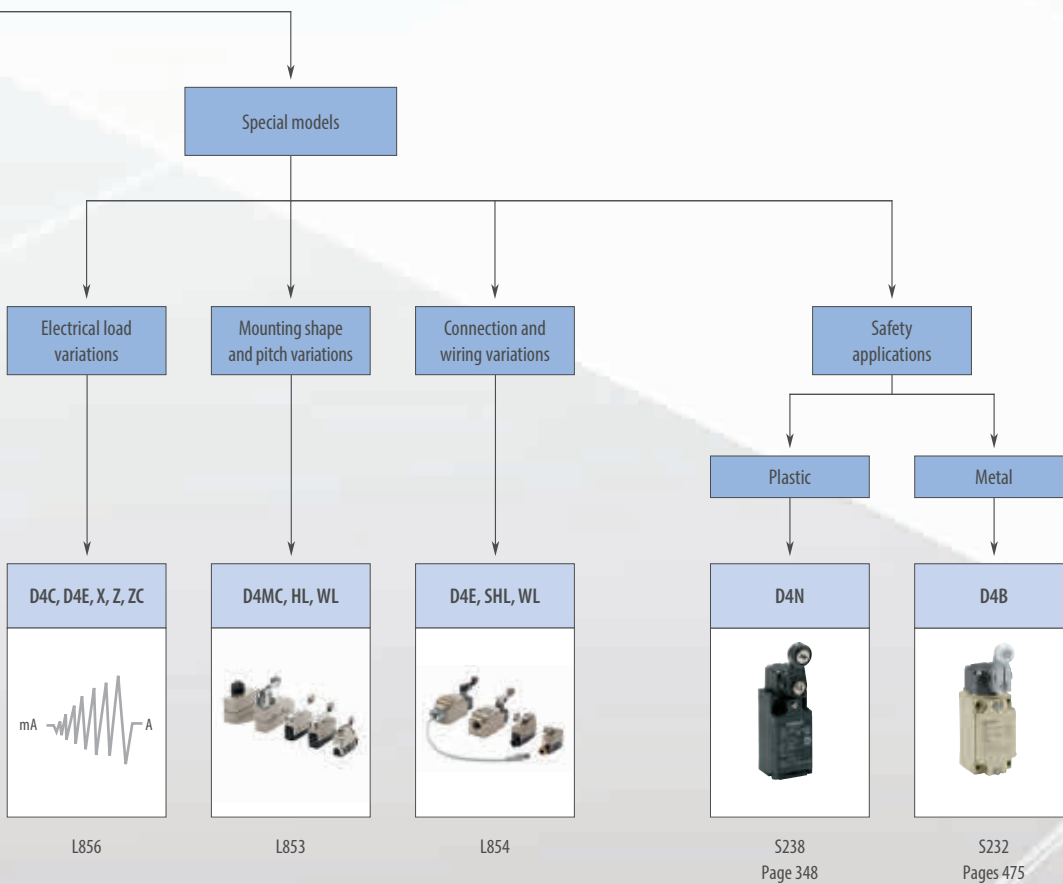 Special models
Electrical load
variations
Mounting shape
and pitch variations
Connection and
wiring variations
Safety
applications
Plastic
Metal
D4C, D4E, X, Z, ZC
D4MC, HL, WL
D4E, SHL, WL
D4N
D4B
mA
A
L856
L853
L854
S238
Page 348
S232
Pages 475